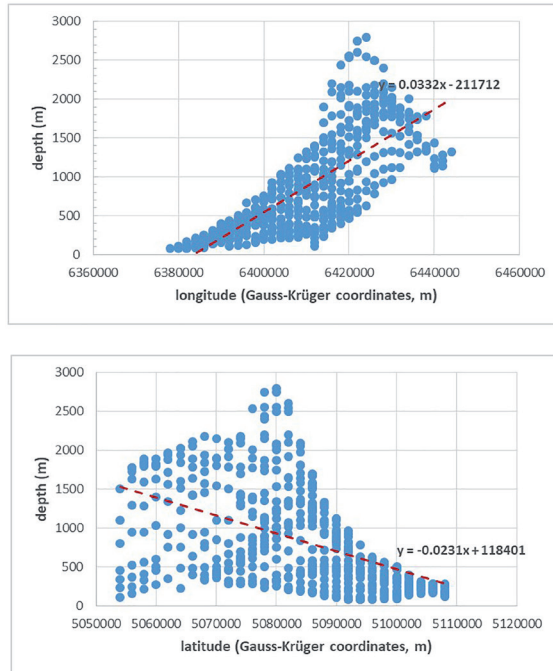 3000
2500
2000
1500
1000
500
0
depth (m)
y = 0.0332x - 211712
6360000 6380000 6400000 6420000 6440000 6460000
longitude (Gauss-Krüger coordinates, m)
3000
2500
2000
1500
1000
500
0
depth (m)
y = -0.0231x + 118401
5050000 5060000 5070000 5080000 5090000 5100000 5110000 5120000
latitude (Gauss-Krüger coordinates, m)